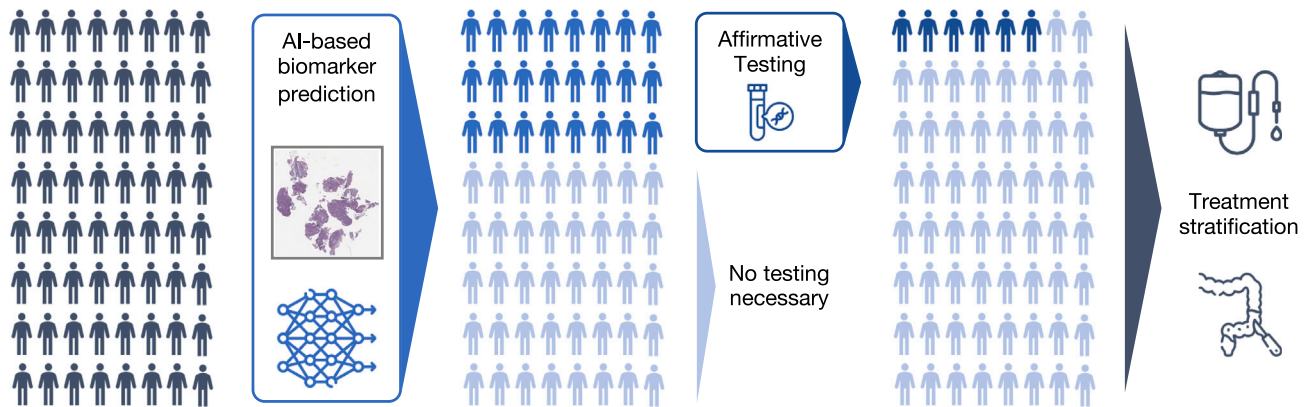 AI-based
biomarker
prediction
Affirmative
Testing
No testing
necessary
Treatment
stratification